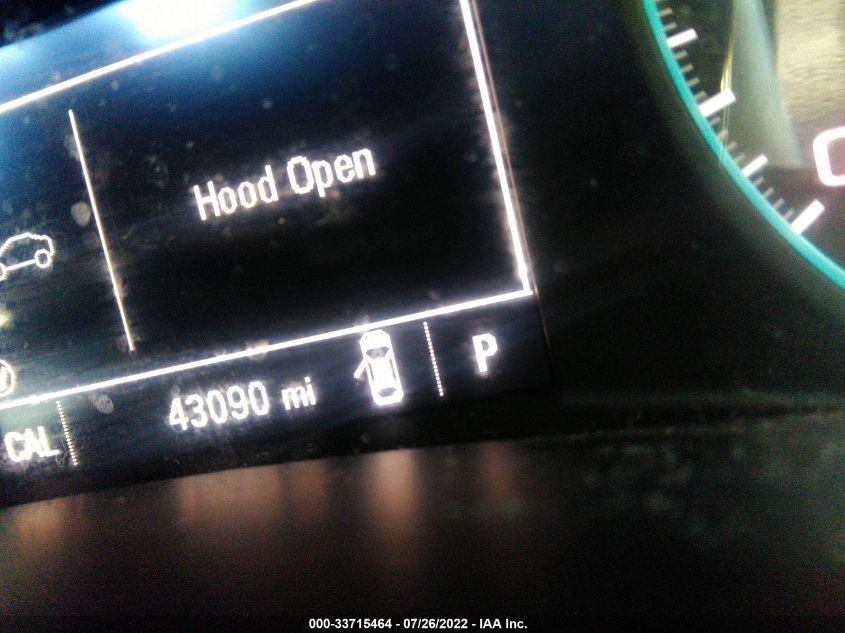 Hood Open
43090 mi
P
CAL
000-33715464 - 07/26/2022 - IAA Inc.